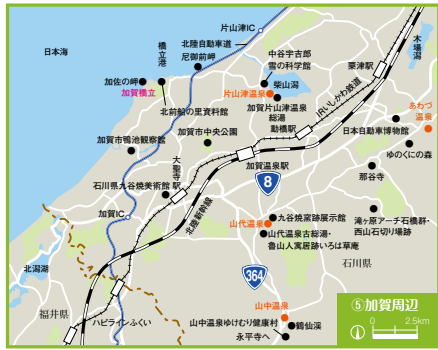 片山津IC
北陸自動車道
尼御前岬
日本海
橋立港
加佐の岬
加賀橋立
北前船の里資料館
中谷宇吉郎
雪の科学館
柴山潟
片山津温泉
加賀片山津温泉
総湯
動橋駅
IRいしかわ鉄道
粟津駅
木場潟
あわづ
温泉
日本自動車博物館
ゆのくにの森
那谷寺
加賀市鴨池観察館
加賀市中央公園
大聖寺
駅
石川県九谷焼美術館
加賀温泉駅
8
加賀IC
北陸新幹線
山代温泉
九谷焼窯跡展示館
山代温泉古総湯・
魯山人寓居跡いろは草庵
滝ヶ原アーチ石橋群・
西山石切り場跡
北潟湖
364
石川県
福井県
ハピラインふくい
山中温泉
山中温泉ゆけむり健康村
鶴仙渓
永平寺へ
⑤加賀周辺
0 2.5km